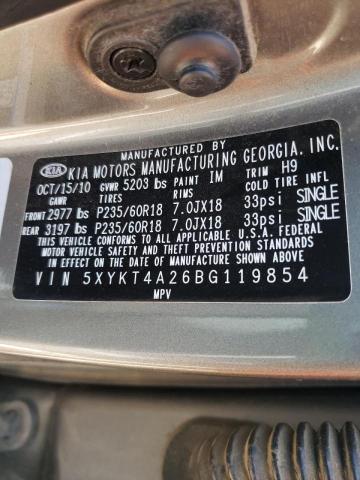 MANUFACTURED BY
KIA KIA MOTORS MANUFACTURING GEORGIA, INC.
OCT/15/10 GVWR 5203 lbs PAINT IM TRIM H9
GAWR TIRES RIMS COLD TIRE INFL
FRONT 2977 lbs P235/60R18 7.0JX18 33psi SINGLE
REAR 3197 lbs P235/60R18 7.0JX18 33psi SINGLE
THIS VEHICLE CONFORMS TO ALL APPLICABLE U.S.A. FEDERAL
MOTOR VEHICLE SAFETY STANDARDS IN EFFECT ON THE
DATE OF MANUFACTURE SHOWN ABOVE.
VIN 5XYKT4A26BG119854
MPV